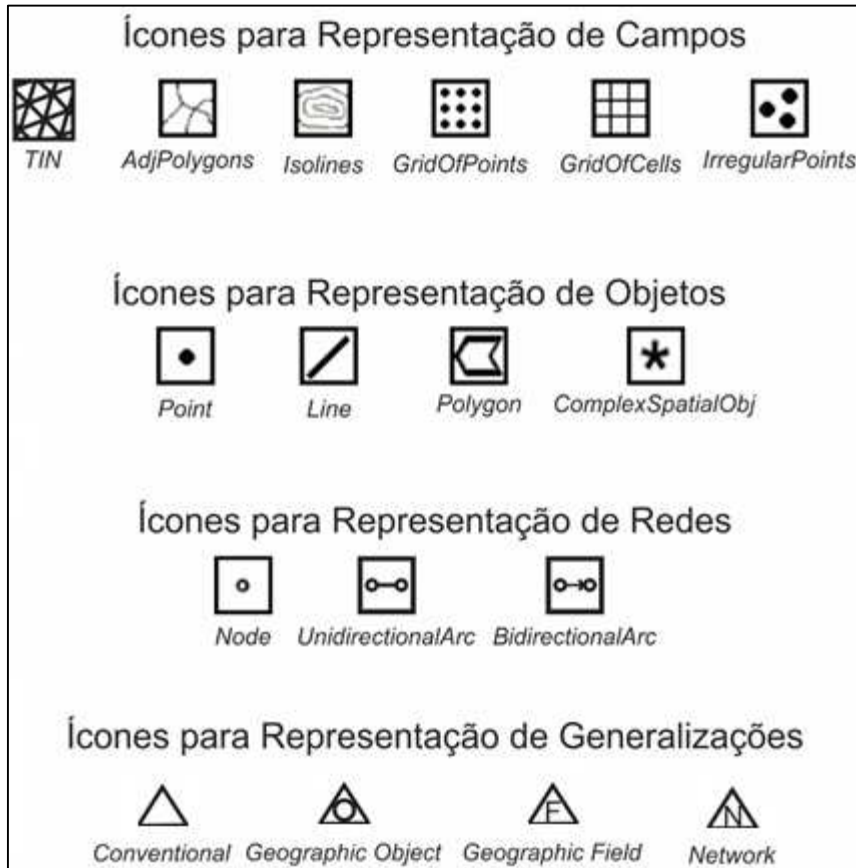 Ícones para Representação de Campos
TIN AdjPolygons Isolines GridOfPoints GridOfCells IrregularPoints
Ícones para Representação de Objetos
Point Line Polygon ComplexSpatialObj
Ícones para Representação de Redes
Node UnidirectionalArc BidirectionalArc
Ícones para Representação de Generalizações
F N
Conventional Geographic Object Geographic Field Network